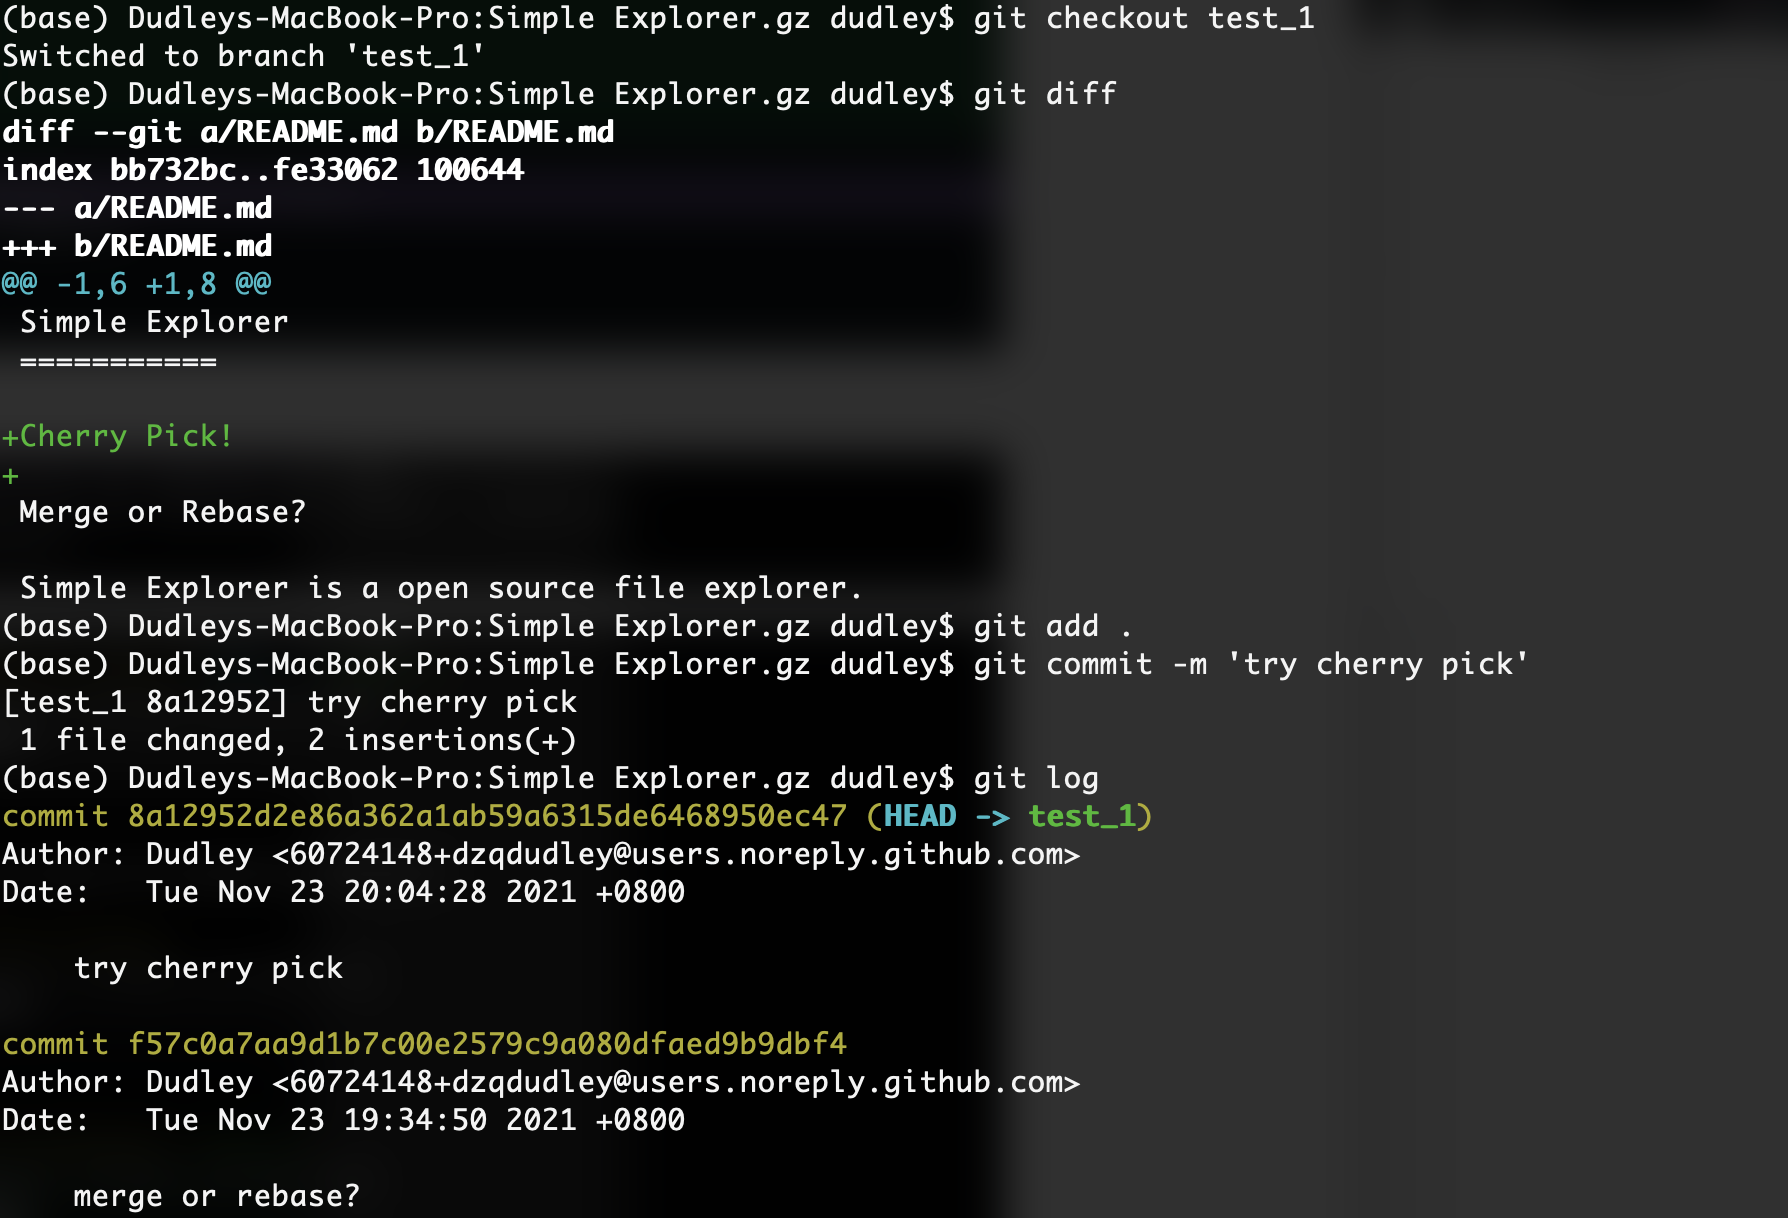 (base) Dudleys-MacBook-Pro:Simple Explorer.gz dudley$ git checkout test_1
Switched to branch 'test_1'
(base) Dudleys-MacBook-Pro:Simple Explorer.gz dudley$ git diff
diff --git a/README.md b/README.md
index bb732bc..fe33062 100644
--- a/README.md
+++ b/README.md
@@ -1,6 +1,8 @@
 Simple Explorer
 ===========
+Cherry Pick!
+
 Merge or Rebase?
 Simple Explorer is a open source file explorer.
(base) Dudleys-MacBook-Pro:Simple Explorer.gz dudley$ git add .
(base) Dudleys-MacBook-Pro:Simple Explorer.gz dudley$ git commit -m 'try cherry pick'
[test_1 8a12952] try cherry pick
 1 file changed, 2 insertions(+)
(base) Dudleys-MacBook-Pro:Simple Explorer.gz dudley$ git log
commit 8a12952d2e86a362a1ab59a6315de6468950ec47 (HEAD -> test_1)
Author: Dudley <60724148+dzqdudley@users.noreply.github.com>
Date:   Tue Nov 23 20:04:28 2021 +0800
    try cherry pick
commit f57c0a7aa9d1b7c00e2579c9a080dfaed9b9dbf4
Author: Dudley <60724148+dzqdudley@users.noreply.github.com>
Date:   Tue Nov 23 19:34:50 2021 +0800
    merge or rebase?